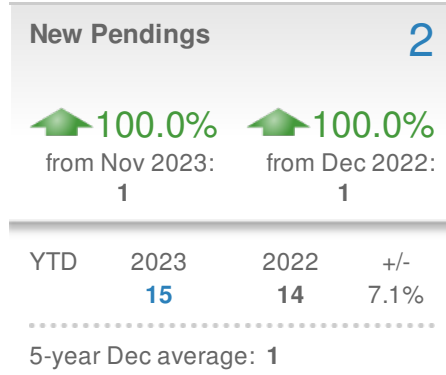 New Pendings 2
100.0% 100.0%
from Nov 2023: from Dec 2022:
1 1
YTD 2023 2022 +/-
15 14 7.1%
5-year Dec average: 1